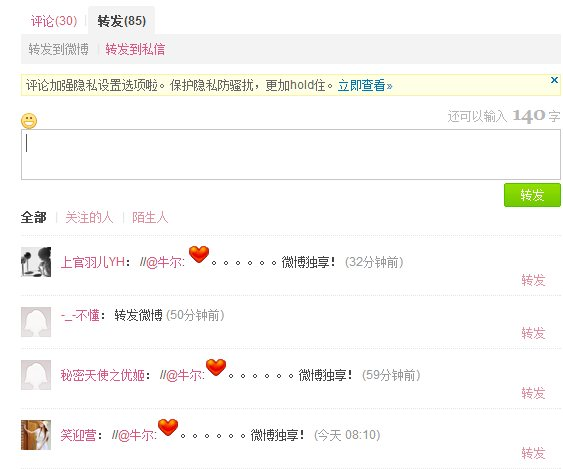 评论(30) 转发(85)
转发到微博 | 转发到私信
评论加强隐私设置选项啦。保护隐私防骚扰，更加hold住。立即查看»
还可以输入 140 字
转发
全部 | 关注的人 | 陌生人
上官羽儿YH：//@牛尔:。。。。。。微博独享！ (32分钟前)
转发
-_-不懂：转发微博 (50分钟前)
转发
秘密天使之优姬：//@牛尔:。。。。。。微博独享！ (59分钟前)
转发
笑迎营：//@牛尔:。。。。。。微博独享！ (今天 08:10)
转发